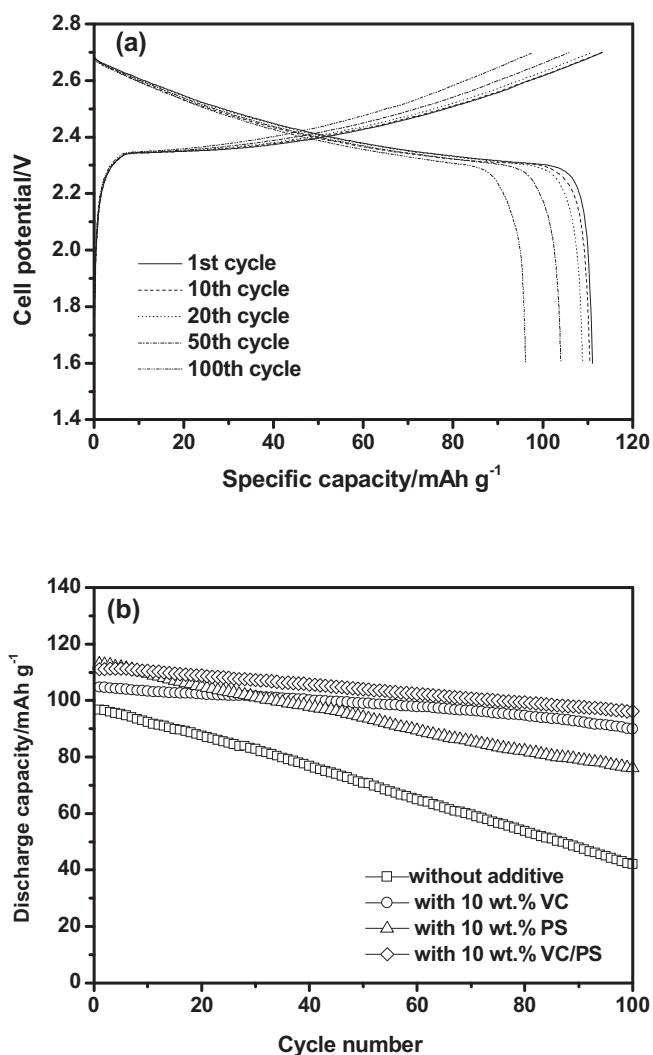 (a)
2.8
2.6
2.4
2.2
2.0
1.8
1.6
1.4
Cell potential/V
1st cycle
10th cycle
20th cycle
50th cycle
100th cycle
0 20 40 60 80 100 120
Specific capacity/mAh g⁻¹
(b)
140
120
100
80
60
40
20
0
Discharge capacity/mAh g⁻¹
without additive
with 10 wt.% VC
with 10 wt.% PS
with 10 wt.% VC/PS
0 20 40 60 80 100
Cycle number